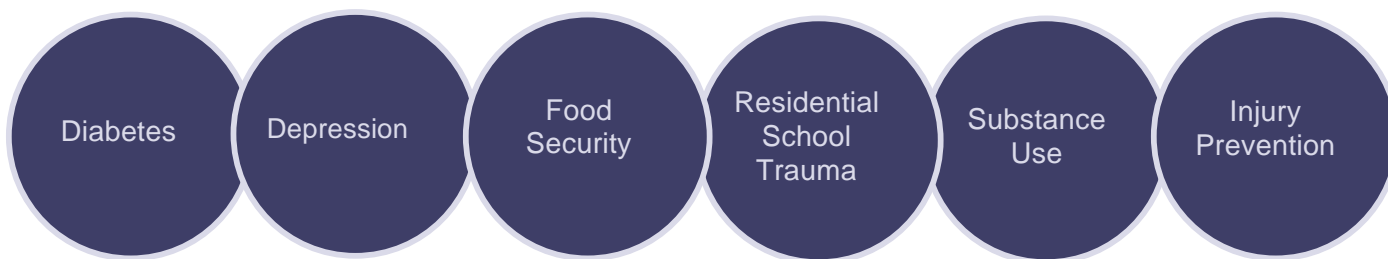 Diabetes
Depression
Food
Security
Residential
School
Trauma
Substance
Use
Injury
Prevention